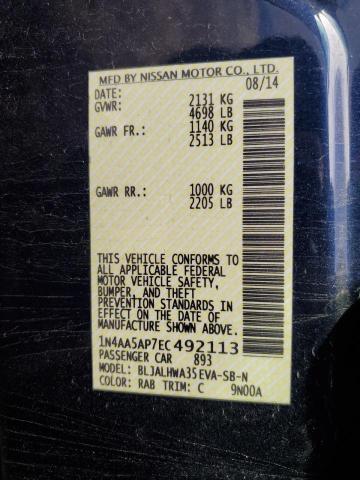 MFD BY NISSAN MOTOR CO., LTD.
DATE: 08/14
GVWR: 2131 KG
4698 LB
GAWR FR.: 1140 KG
2513 LB
GAWR RR.: 1000 KG
2205 LB
THIS VEHICLE CONFORMS TO
ALL APPLICABLE FEDERAL
MOTOR VEHICLE SAFETY,
BUMPER, AND THEFT
PREVENTION STANDARDS IN
EFFECT ON THE DATE OF
MANUFACTURE SHOWN ABOVE.
1N4AA5AP7EC492113
PASSENGER CAR 893
MODEL: BLJALHWA35EVA-SB-N
COLOR: RAB TRIM: C 9N00A